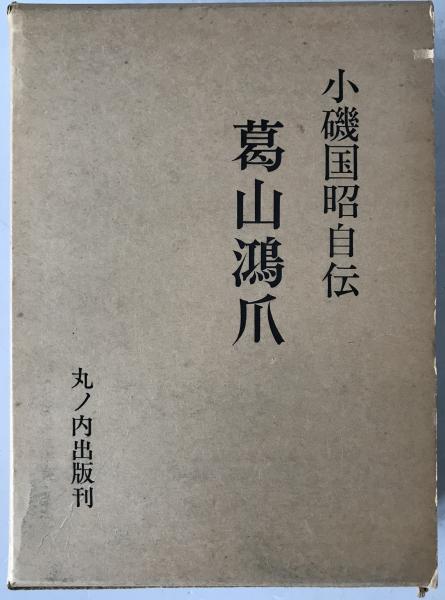 小磯国昭自伝
葛山鴻爪
丸ノ内出版刊